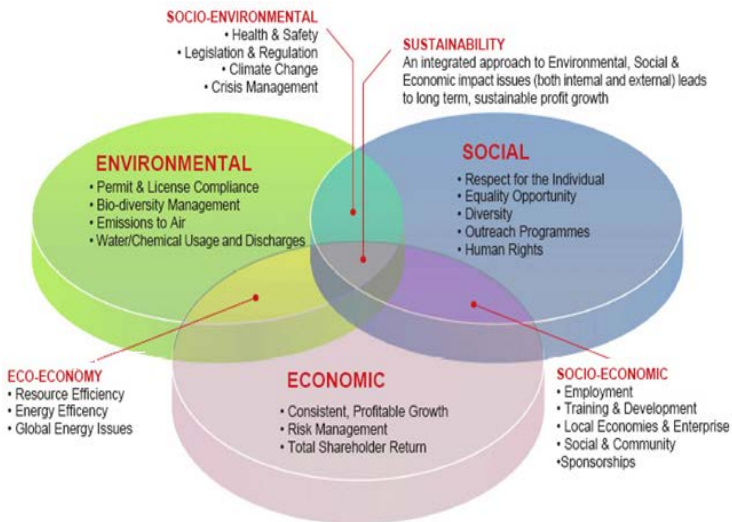 SOCIO-ENVIRONMENTAL
• Health & Safety
• Legislation & Regulation
• Climate Change
• Crisis Management
SUSTAINABILITY
An integrated approach to Environmental, Social &
Economic impact issues (both internal and external) leads
to long term, sustainable profit growth
ENVIRONMENTAL
• Permit & License Compliance
• Bio-diversity Management
• Emissions to Air
• Water/Chemical Usage and Discharges
SOCIAL
• Respect for the Individual
• Equality Opportunity
• Diversity
• Outreach Programmes
• Human Rights
ECO-ECONOMY
• Resource Efficiency
• Energy Efficency
• Global Energy Issues
ECONOMIC
• Consistent, Profitable Growth
• Risk Management
• Total Shareholder Return
SOCIO-ECONOMIC
• Employment
• Training & Development
• Local Economies & Enterprise
• Social & Community
•Sponsorships